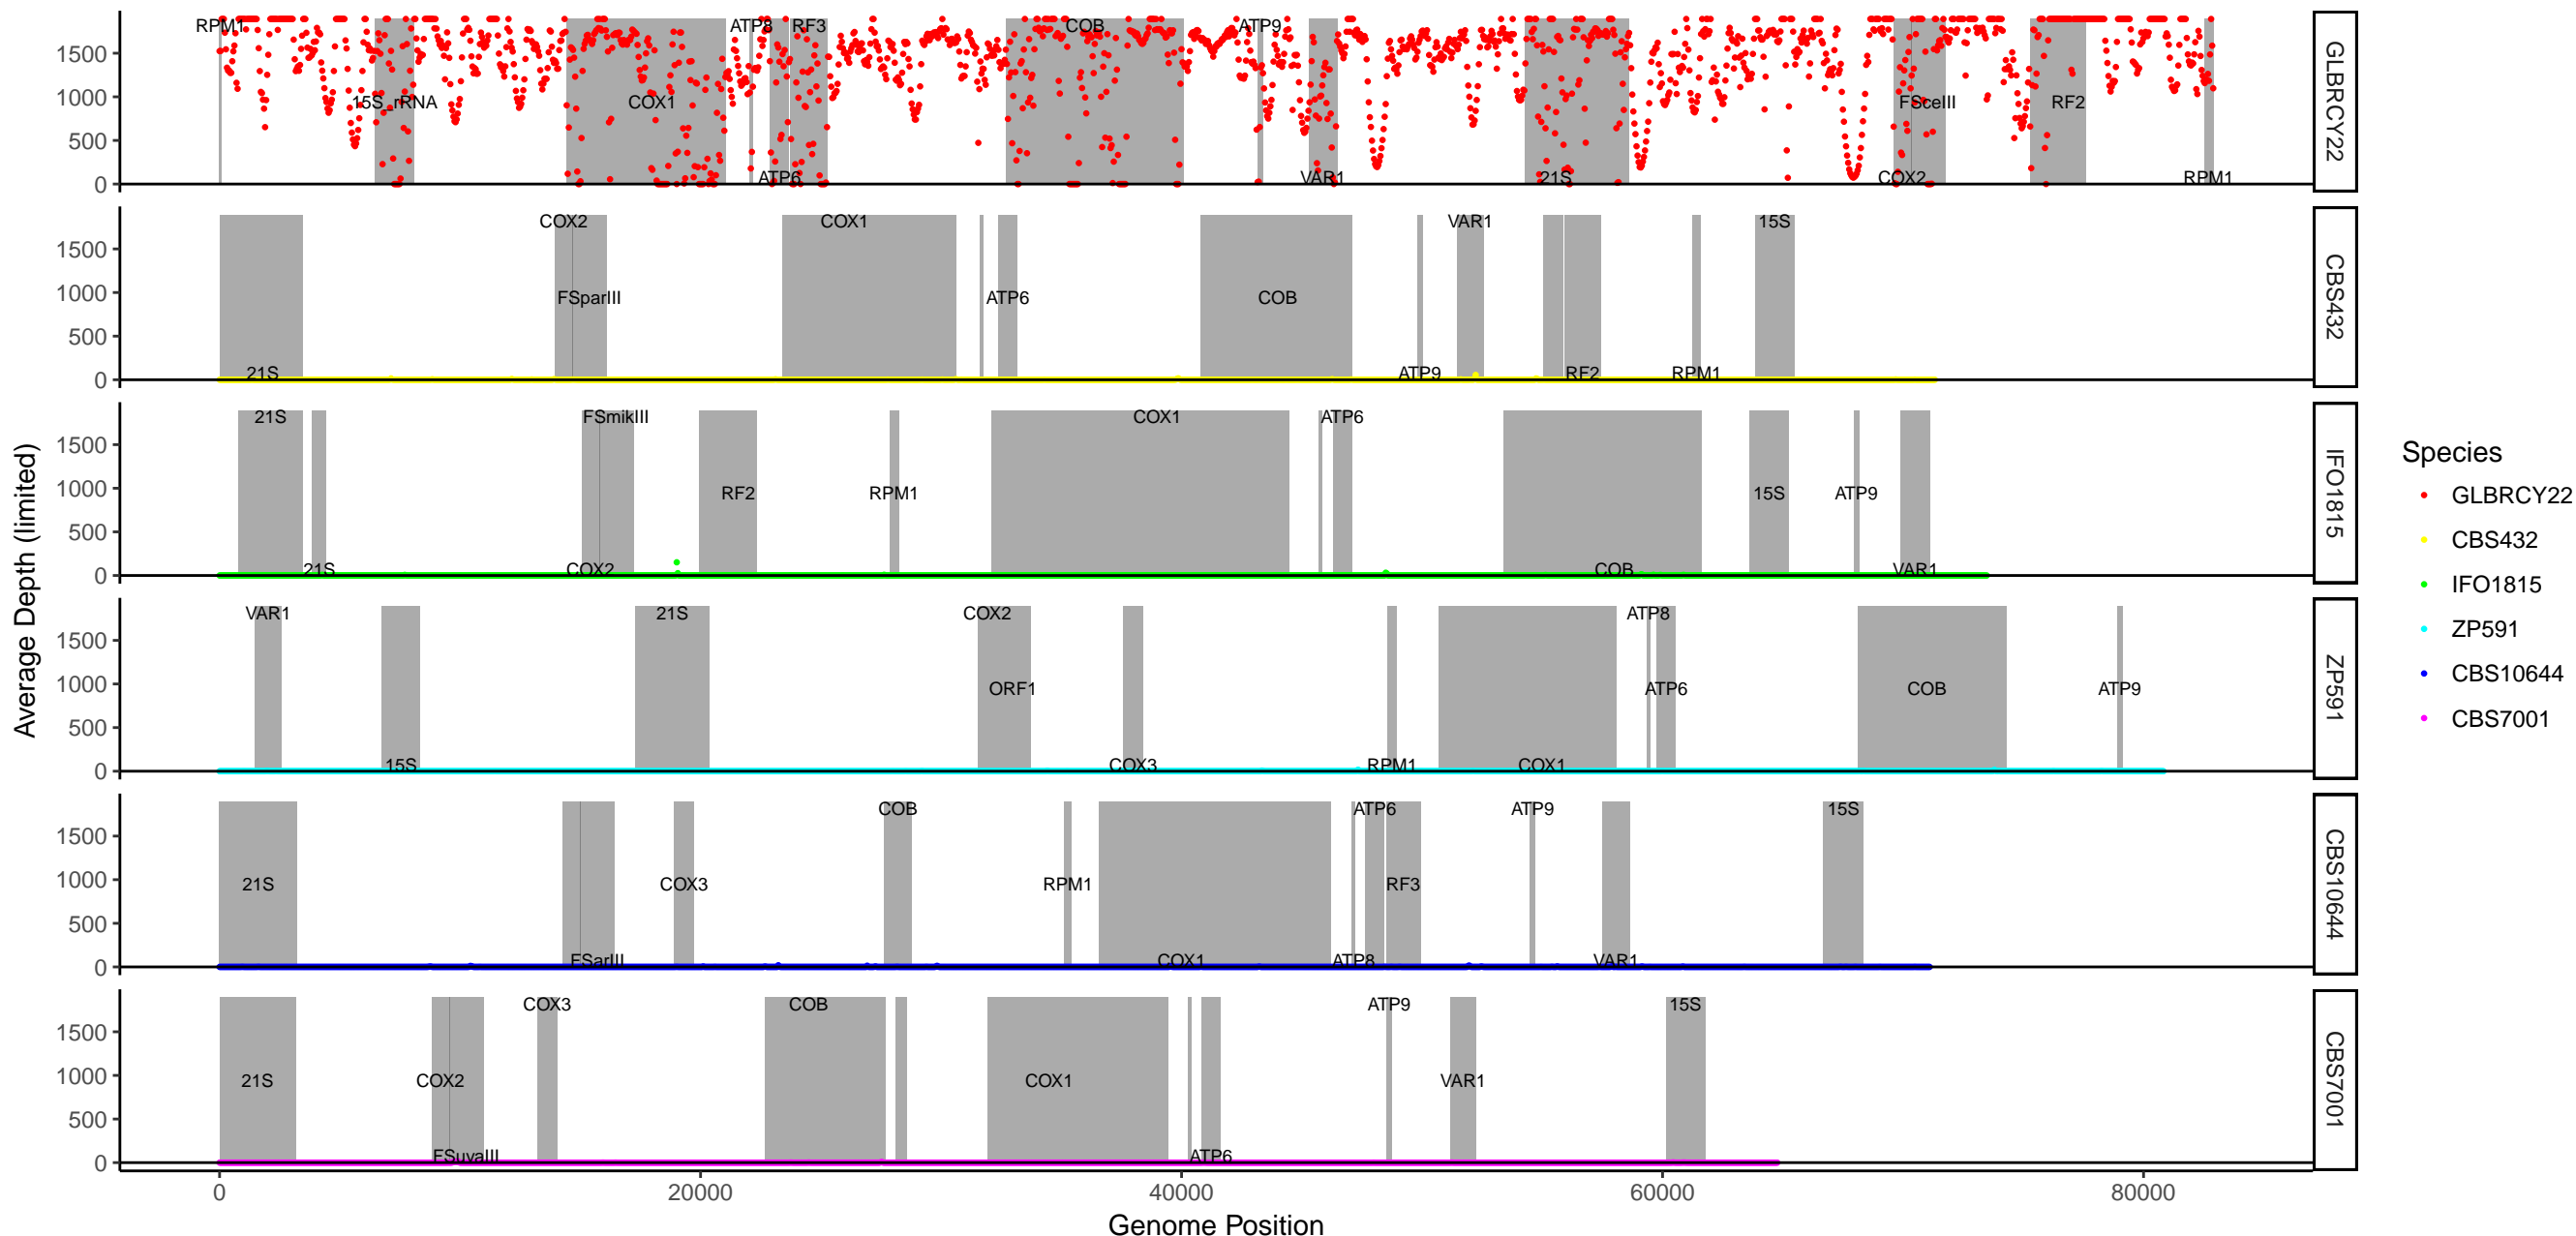 RPM1 ATP8 RF3 COB ATP9
15S_rRNA COX1 FSceIII RF2
ATP6 VAR1 21S COX2 RPM1
1500
1000
500
0
GLBRCY22
COX2 COX1 VAR1 15S
FSparIII ATP6 COB
21S ATP9 RF2 RPM1
1500
1000
500
0
CBS432
21S FSmikIII COX1 ATP6
RF2 RPM1 15S ATP9
21S COX2 COB VAR1
1500
1000
500
0
IFO1815
VAR1 21S COX2 ATP8
ORF1 ATP6 COB ATP9
15S COX3 RPM1 COX1
1500
1000
500
0
ZP591
COB ATP6 ATP9 15S
21S COX3 RPM1 RF3
FSarIII COX1 ATP8 VAR1
1500
1000
500
0
CBS10644
COX3 COB ATP9 15S
21S COX2 COX1 VAR1
FSuvaIII ATP6
1500
1000
500
0
CBS7001
0 20000 40000 60000 80000
Genome Position
Average Depth (limited)
Species
GLBRCY22
CBS432
IFO1815
ZP591
CBS10644
CBS7001